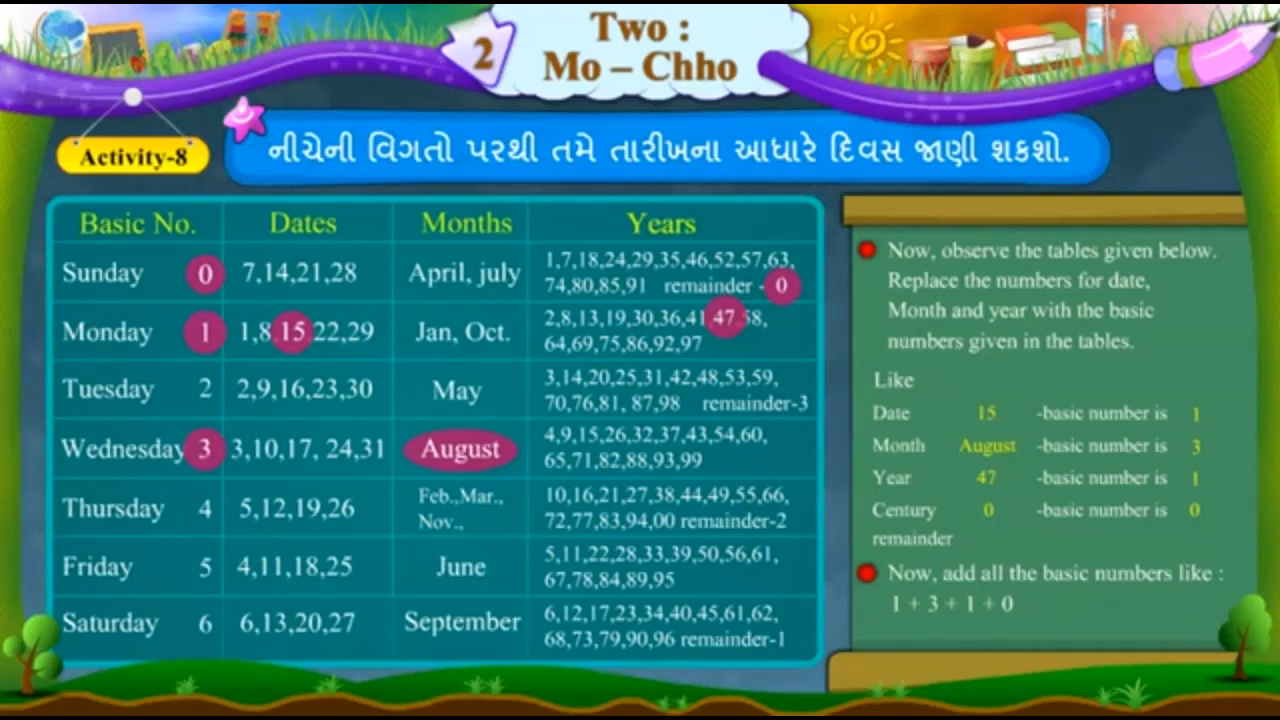 2
Two :
Mo – Chho
Activity-8
નીચેની વિગતો પરથી તમે તારીખના આધારે દિવસ જાણી શકશો.
Basic No. Dates Months Years
Sunday 0 7,14,21,28 April, july 1,7,18,24,29,35,46,52,57,63,
74,80,85,91 remainder - 0
Monday 1 1,8,15,22,29 Jan, Oct. 2,8,13,19,30,36,41,47,58,
64,69,75,86,92,97
Tuesday 2 2,9,16,23,30 May 3,14,20,25,31,42,48,53,59,
70,76,81, 87,98 remainder-3
Wednesday 3 3,10,17, 24,31 August 4,9,15,26,32,37,43,54,60,
65,71,82,88,93,99
Thursday 4 5,12,19,26 Feb.,Mar., 10,16,21,27,38,44,49,55,66,
Nov., 72,77,83,94,00 remainder-2
Friday 5 4,11,18,25 June 5,11,22,28,33,39,50,56,61,
67,78,84,89,95
Saturday 6 6,13,20,27 September 6,12,17,23,34,40,45,61,62,
68,73,79,90,96 remainder-1
Now, observe the tables given below.
Replace the numbers for date,
Month and year with the basic
numbers given in the tables.
Like
Date 15 -basic number is 1
Month August -basic number is 3
Year 47 -basic number is 1
Century 0 -basic number is 0
remainder
Now, add all the basic numbers like :
1 + 3 + 1 + 0